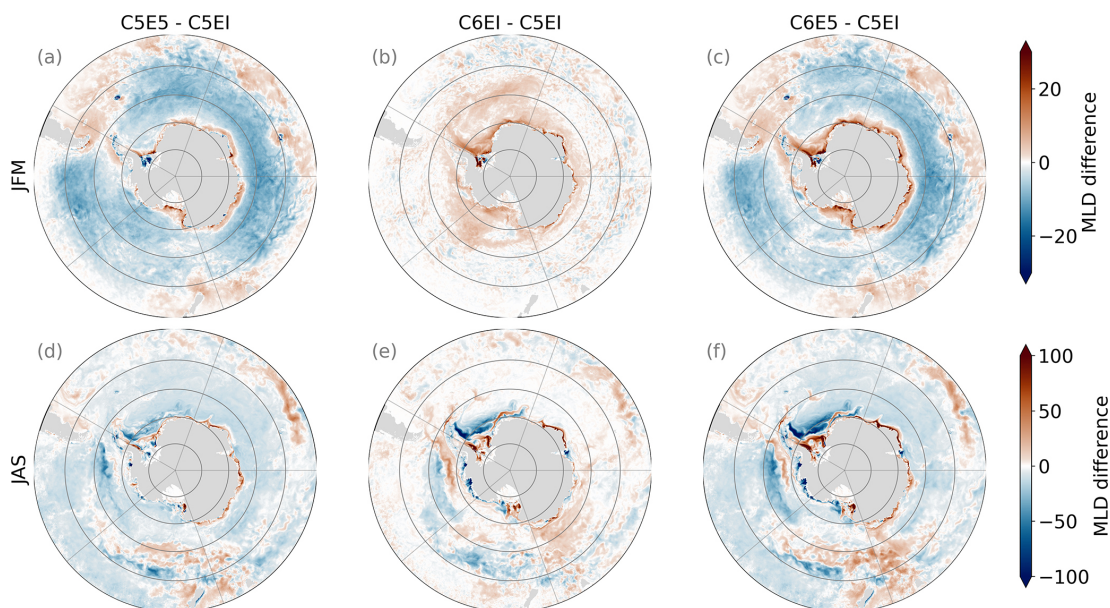 C5E5 - C5EI
C6EI - C5EI
C6E5 - C5EI
(a)
(b)
(c)
JFM
20
0
−20
MLD difference
(d)
(e)
(f)
JAS
100
50
0
−50
−100
MLD difference